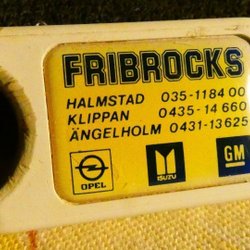 FRIBROCKS
HALMSTAD 035-118400
KLIPPAN 0435-14660
ÄNGELHOLM 0431-13625
OPEL ISUZU GM